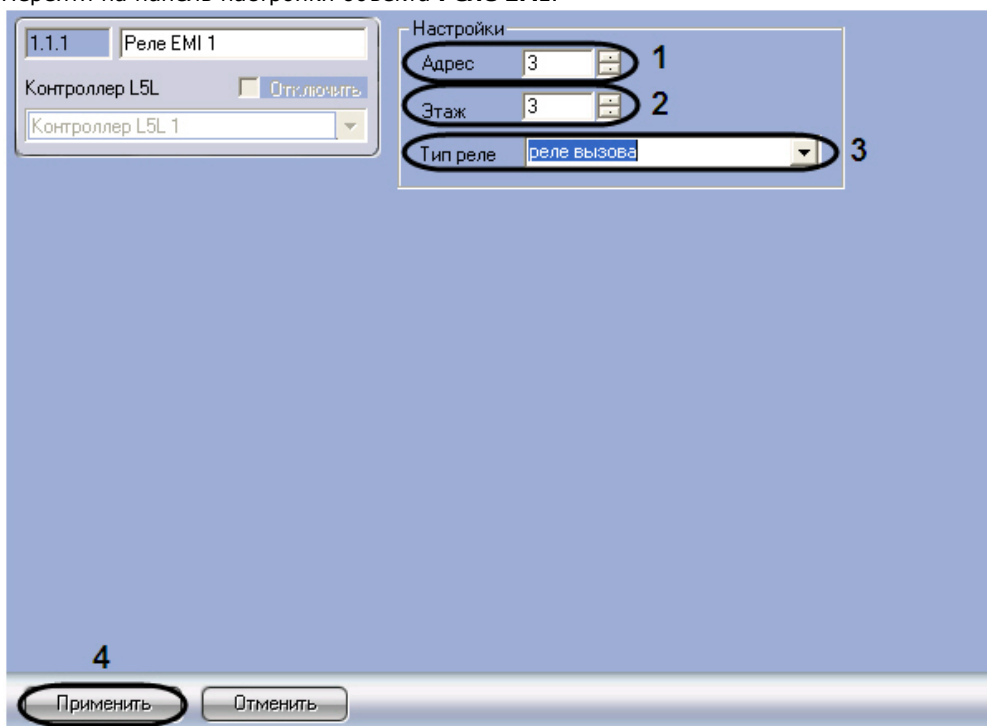 Перейти на панель настройки объекта Реле EMI.
1.1.1 Реле EMI 1
Контроллер L5L Отключить
Контроллер L5L 1
Настройки
Адрес 3 1
Этаж 3 2
Тип реле реле вызова 3
4
Применить Отменить